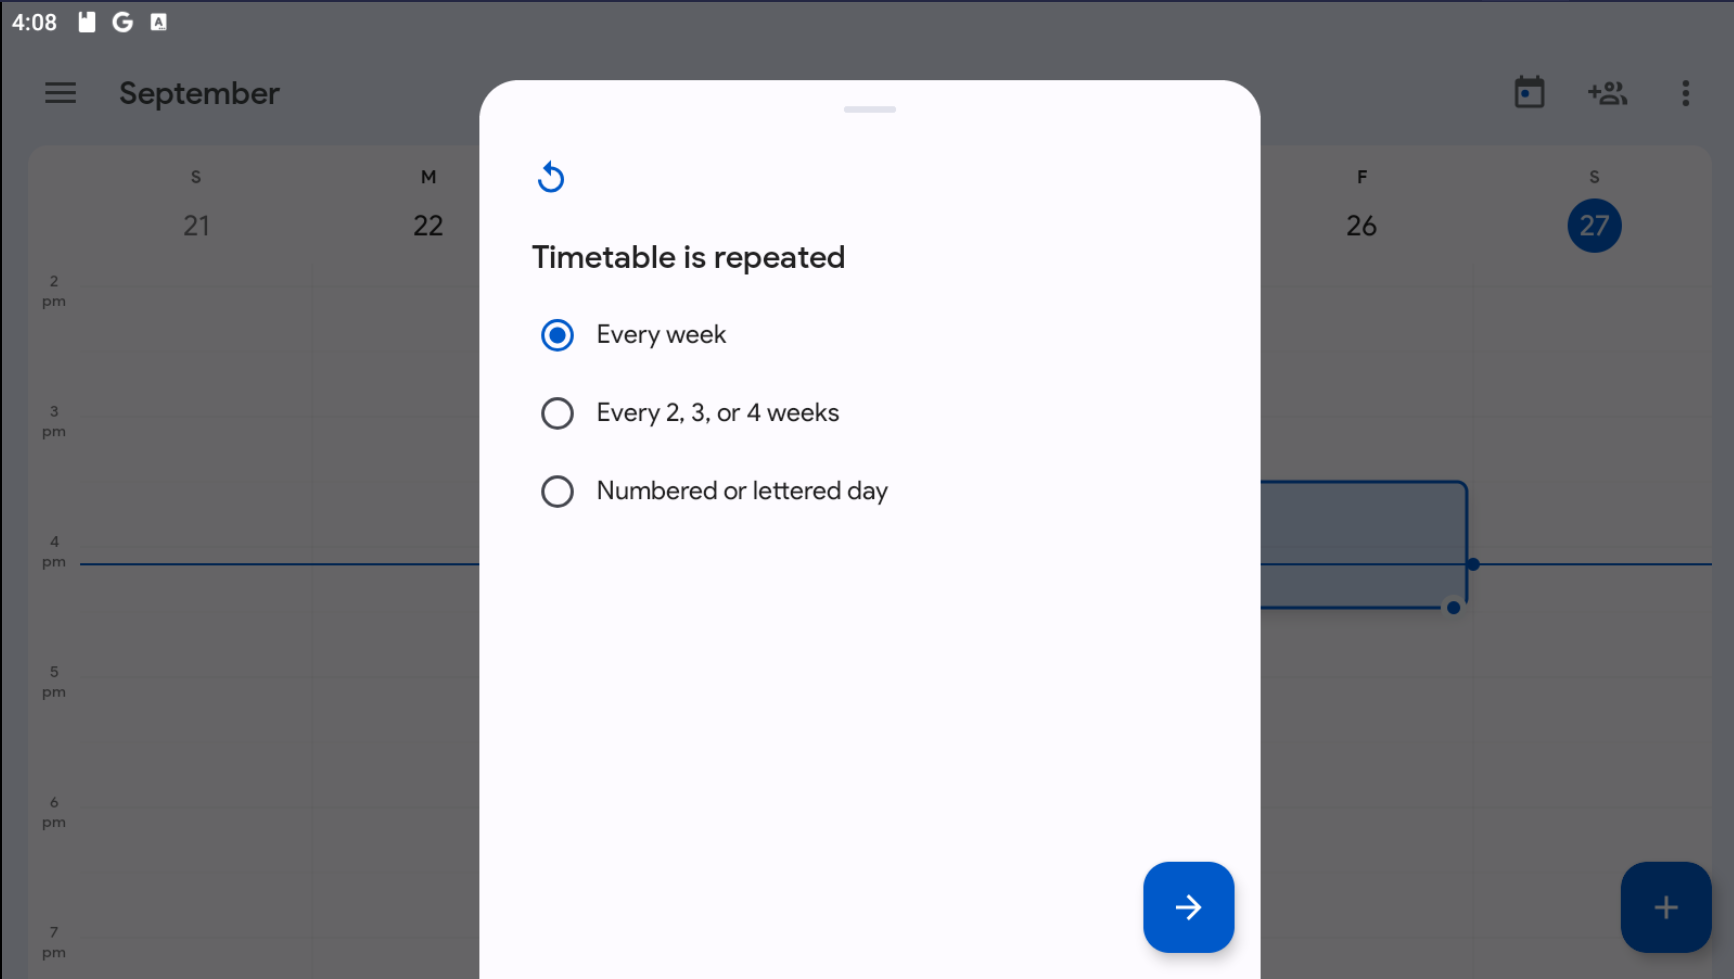 4:08
September
S
M
F
S
21
22
26
27
Timetable is repeated
Every week
Every 2, 3, or 4 weeks
Numbered or lettered day
2
pm
3
pm
4
pm
5
pm
6
pm
7
pm